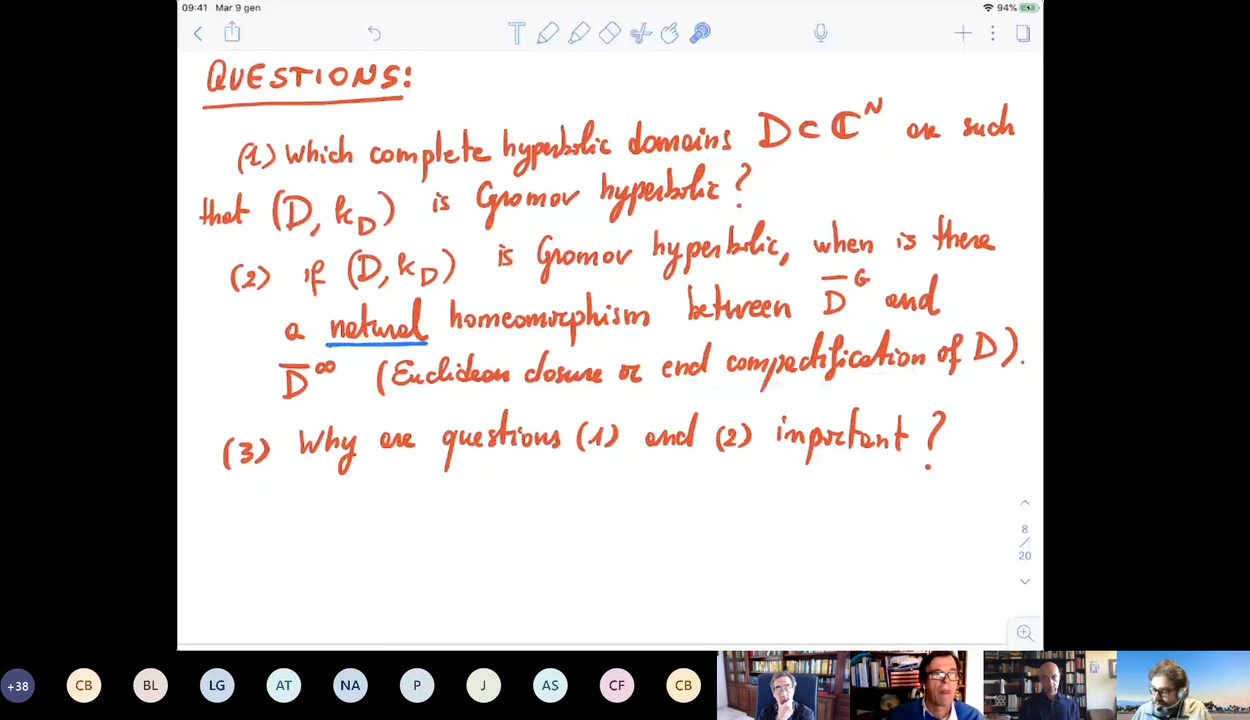 09:41 Mar 9 gen
94%
QUESTIONS:
(1) Which complete hyperbolic domains D⊂ℂᴺ are such
that (D, k_D) is Gromov hyperbolic?
(2) if (D, k_D) is Gromov hyperbolic, when is there
a natural homeomorphism between D̅ᴳ and
D̅^∞ (Euclidean closure or end compactification of D).
(3) Why are questions (1) and (2) important?
8
20
+38 CB BL LG AT NA P J AS CF CB